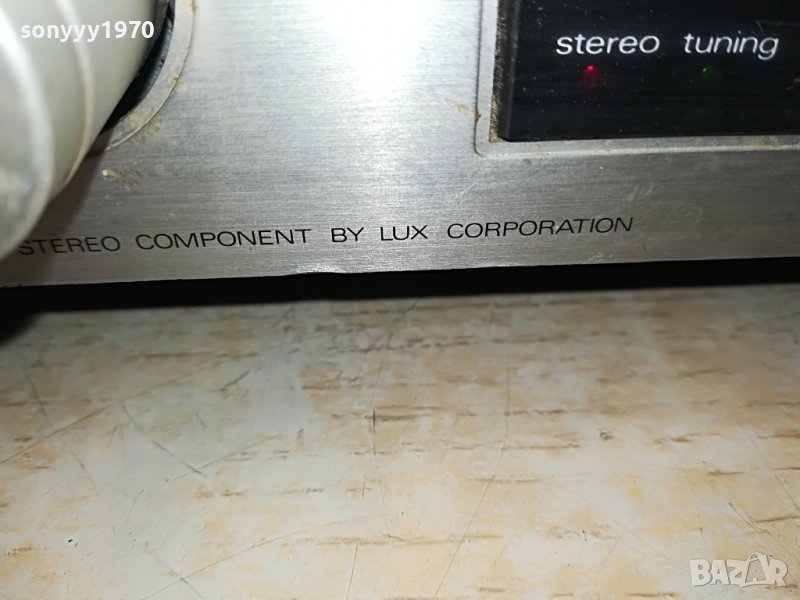 sonyyy1970
stereo tuning
STEREO COMPONENT BY LUX CORPORATION
BAZAR